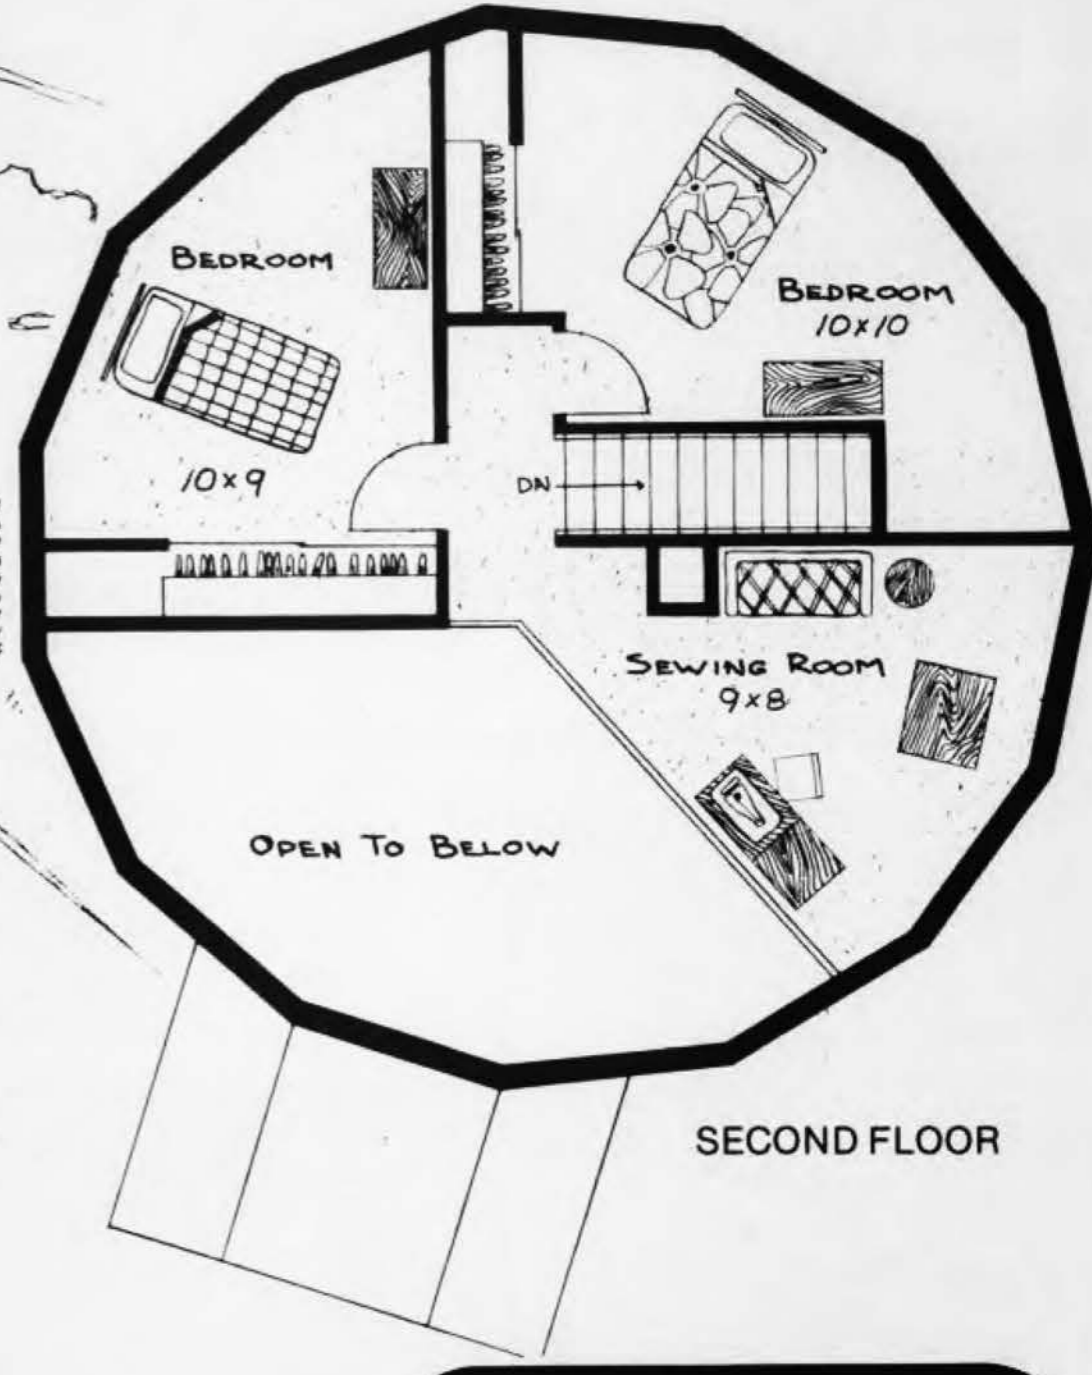 BEDROOM
10x9
BEDROOM
10x10
DN
SEWING ROOM
9x8
OPEN TO BELOW
SECOND FLOOR